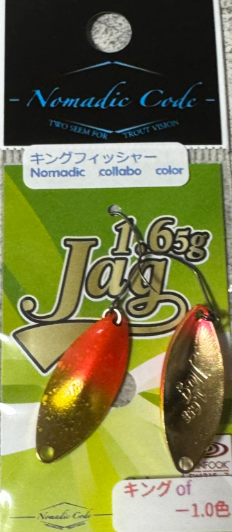 Nomadic Code
TWO SEEM FOR TROUT VISION
キングフィッシャー
Nomadic collabo color
1.65g
Jag
キング of
－1.0色
Nomadic Code